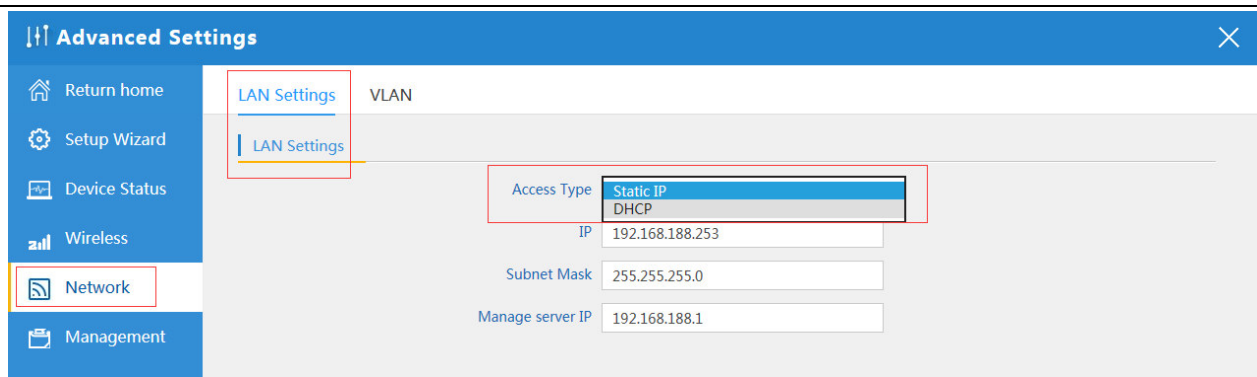 Advanced Settings
Return home
Setup Wizard
Device Status
Wireless
Network
Management
LAN Settings VLAN
LAN Settings
Access Type Static IP
DHCP
IP 192.168.188.253
Subnet Mask 255.255.255.0
Manage server IP 192.168.188.1